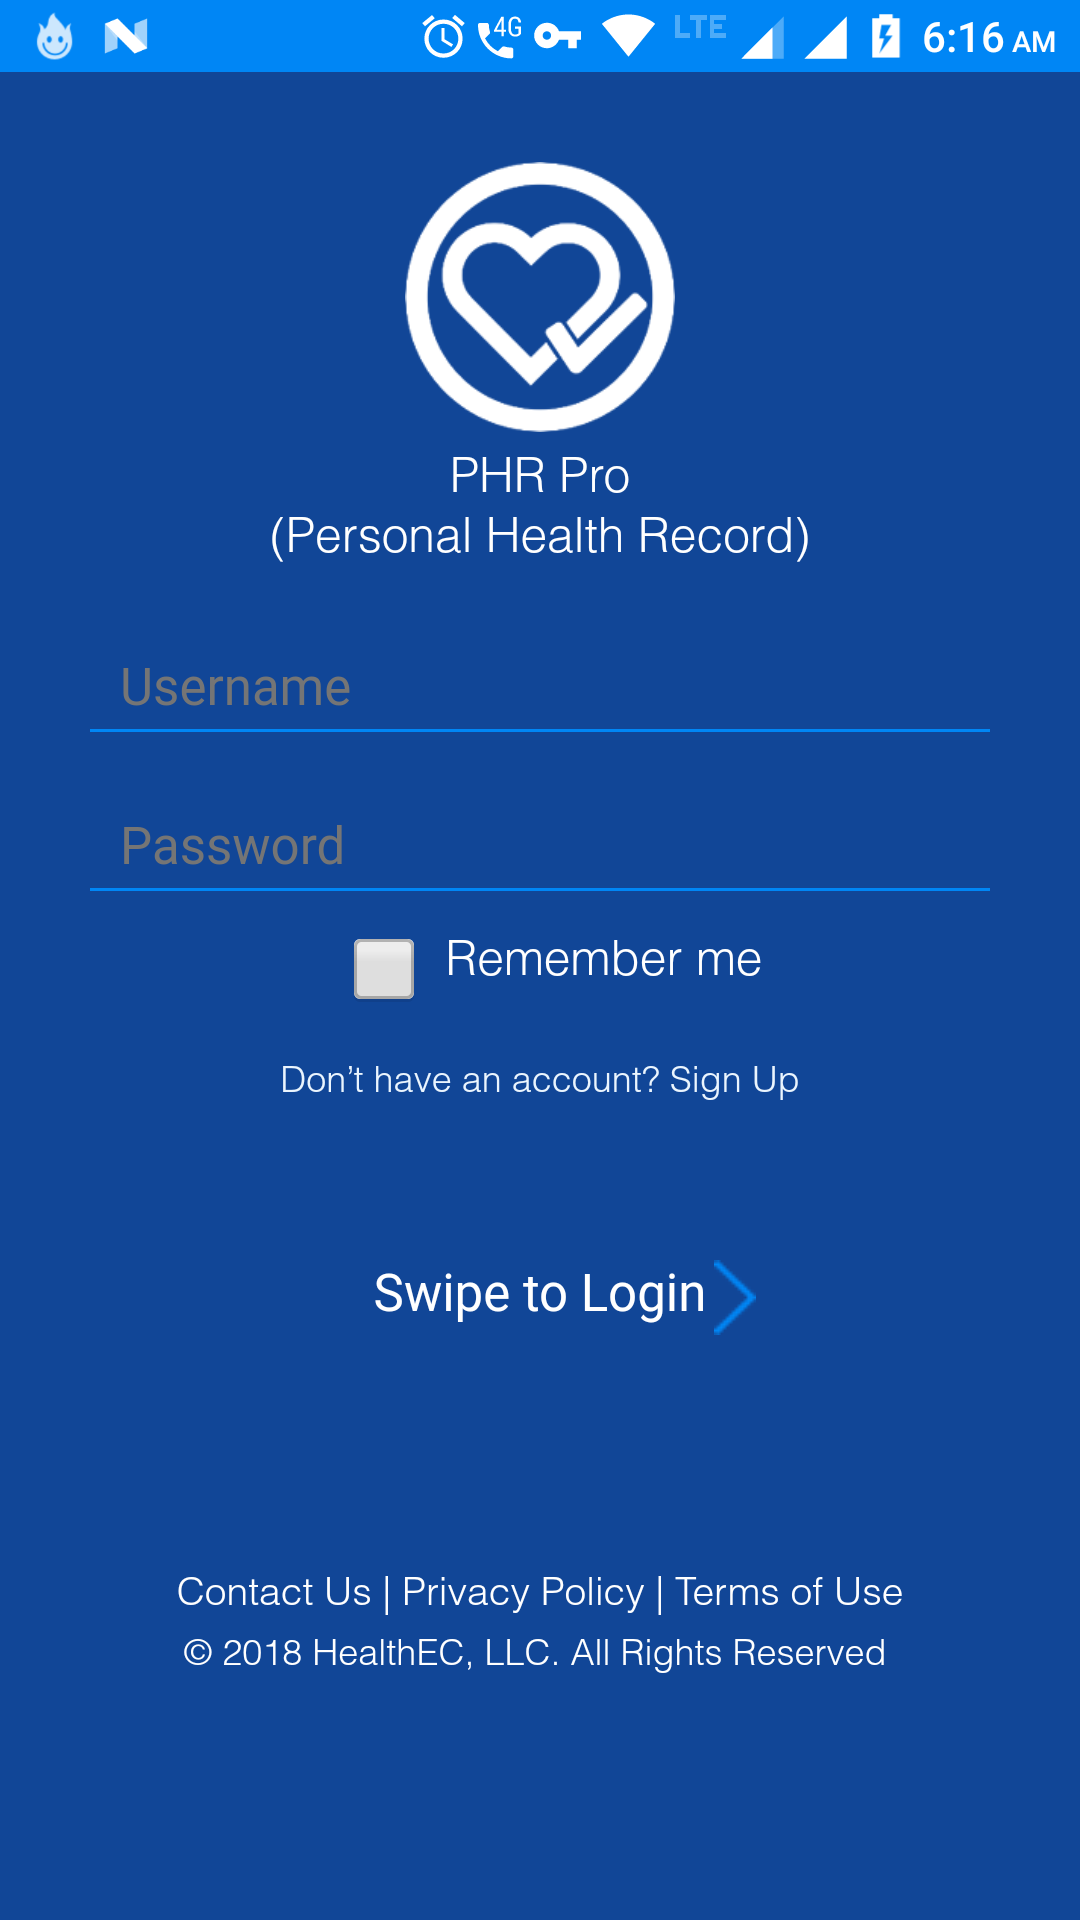 4G LTE 6:16 AM
PHR Pro
(Personal Health Record)
Username
Password
Remember me
Don’t have an account? Sign Up
Swipe to Login
Contact Us | Privacy Policy | Terms of Use
© 2018 HealthEC, LLC. All Rights Reserved